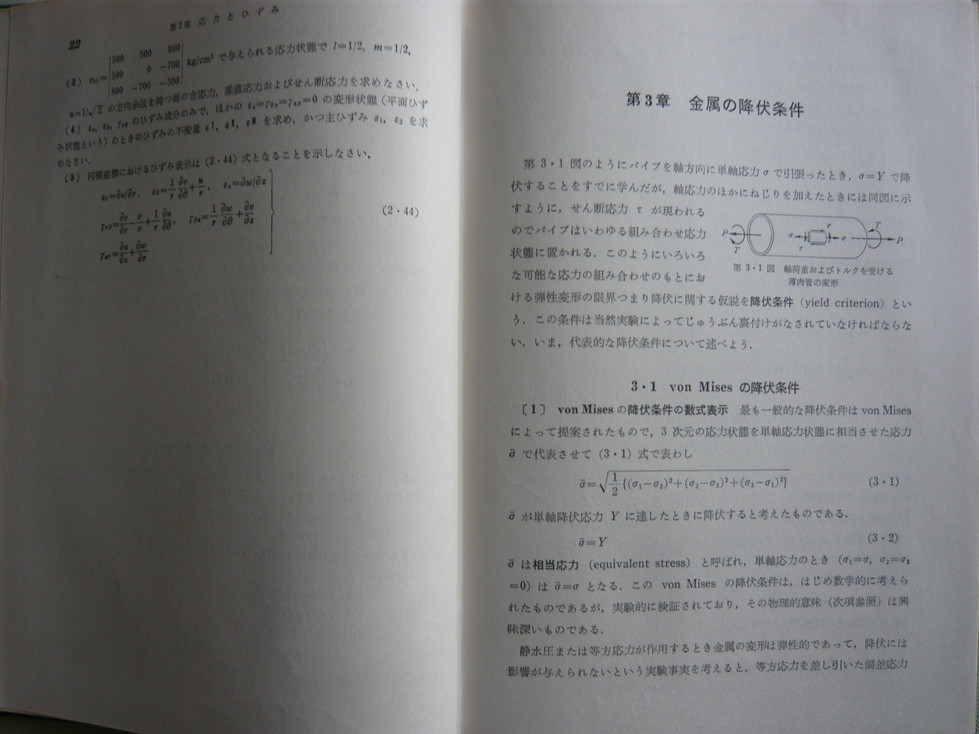 22
第2章 応力とひずみ
(3) σij=
|500 500 800|
|500 0 -700|
|800 -700 -300|
kg/cm² で与えられる応力状態で l=1/2, m=1/2,
n=1/√2 の方向余弦を持つ面の合応力, 垂直応力およびせん断応力を求めなさい.
のひずみ成分のみで, ほかの =0 の変形状態 (平面ひず
み状態という) のときのひずみの不変量 を求め, かつ主ひずみ ε₁, ε₂ を求
めなさい.
(5) 円筒座標におけるひずみ表示は (2・44) 式となることを示しなさい.
(2・44)
第3章 金属の降伏条件
第 3・1 図のようにパイプを軸方向に単軸応力 σ で引張ったとき, σ=Y で降
伏することをすでに学んだが, 軸応力のほかにねじりを加えたときには同図に示
すように, せん断応力 τ が現われる
のでパイプはいわゆる組み合わせ応力
状態に置かれる. このようにいろいろ
な可能な応力の組み合わせのもとにお
P T σ τ σ T P
第 3・1 図 軸荷重およびトルクを受ける
薄肉管の変形
ける弾性変形の限界つまり降伏に関する仮説を降伏条件 (yield criterion) とい
う. この条件は当然実験によってじゅうぶん裏付けがなされていなければならな
い. いま, 代表的な降伏条件について述べよう.
3・1 von Mises の降伏条件
〔1〕 von Mises の降伏条件の数式表示 最も一般的な降伏条件は von Mises
によって提案されたもので, 3 次元の応力状態を単軸応力状態に相当させた応力
σ̄ で代表させて (3・1) 式で表わし
σ̄=√1/2{(σ₁-σ₂)²+(σ₂-σ₃)²+(σ₃-σ₁)²} (3・1)
σ̄ が単軸降伏応力 Y に達したときに降伏すると考えたものである.
σ̄=Y (3・2)
σ̄ は相当応力 (equivalent stress) と呼ばれ, 単軸応力のとき (σ₁=σ, σ₂=σ₃
=0) は σ̄=σ となる. この von Mises の降伏条件は, はじめ数学的に考えら
れたものであるが, 実験的に検証されており, その物理的意味 (次項参照) は興
味深いものである.
静水圧または等方応力が作用するとき金属の変形は弾性的であって, 降伏には
影響が与えられないという実験事実を考えると, 等方応力を差し引いた偏差応力